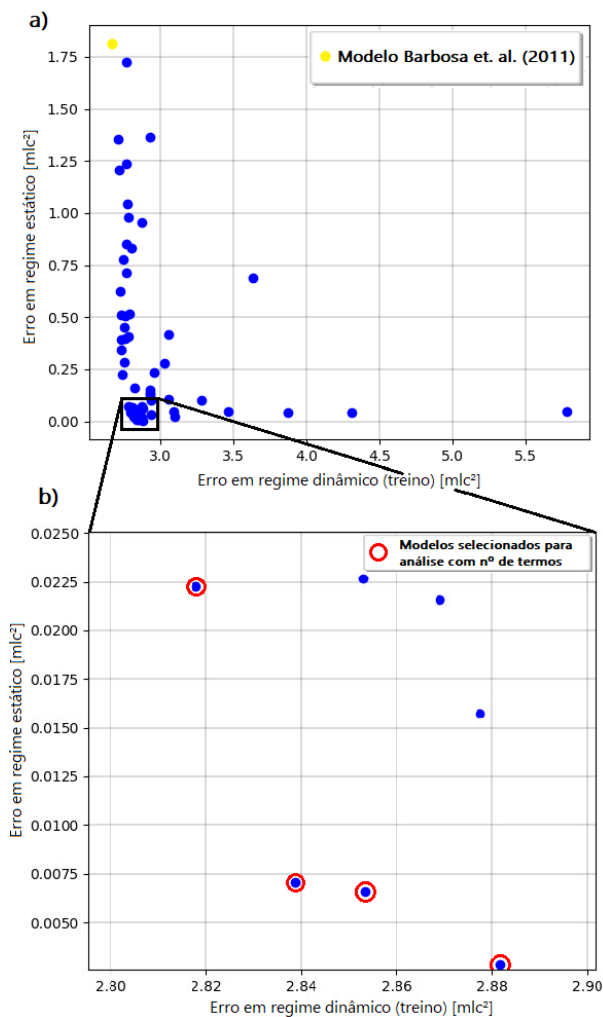 a)
1.75
1.50
1.25
1.00
0.75
0.50
0.25
0.00
Erro em regime estático [mlc²]
Modelo Barbosa et. al. (2011)
3.0 3.5 4.0 4.5 5.0 5.5
Erro em regime dinâmico (treino) [mlc²]
b)
0.0250
0.0225
0.0200
0.0175
0.0150
0.0125
0.0100
0.0075
0.0050
Erro em regime estático [mlc²]
Modelos selecionados para
análise com nº de termos
2.80 2.82 2.84 2.86 2.88 2.90
Erro em regime dinâmico (treino) [mlc²]